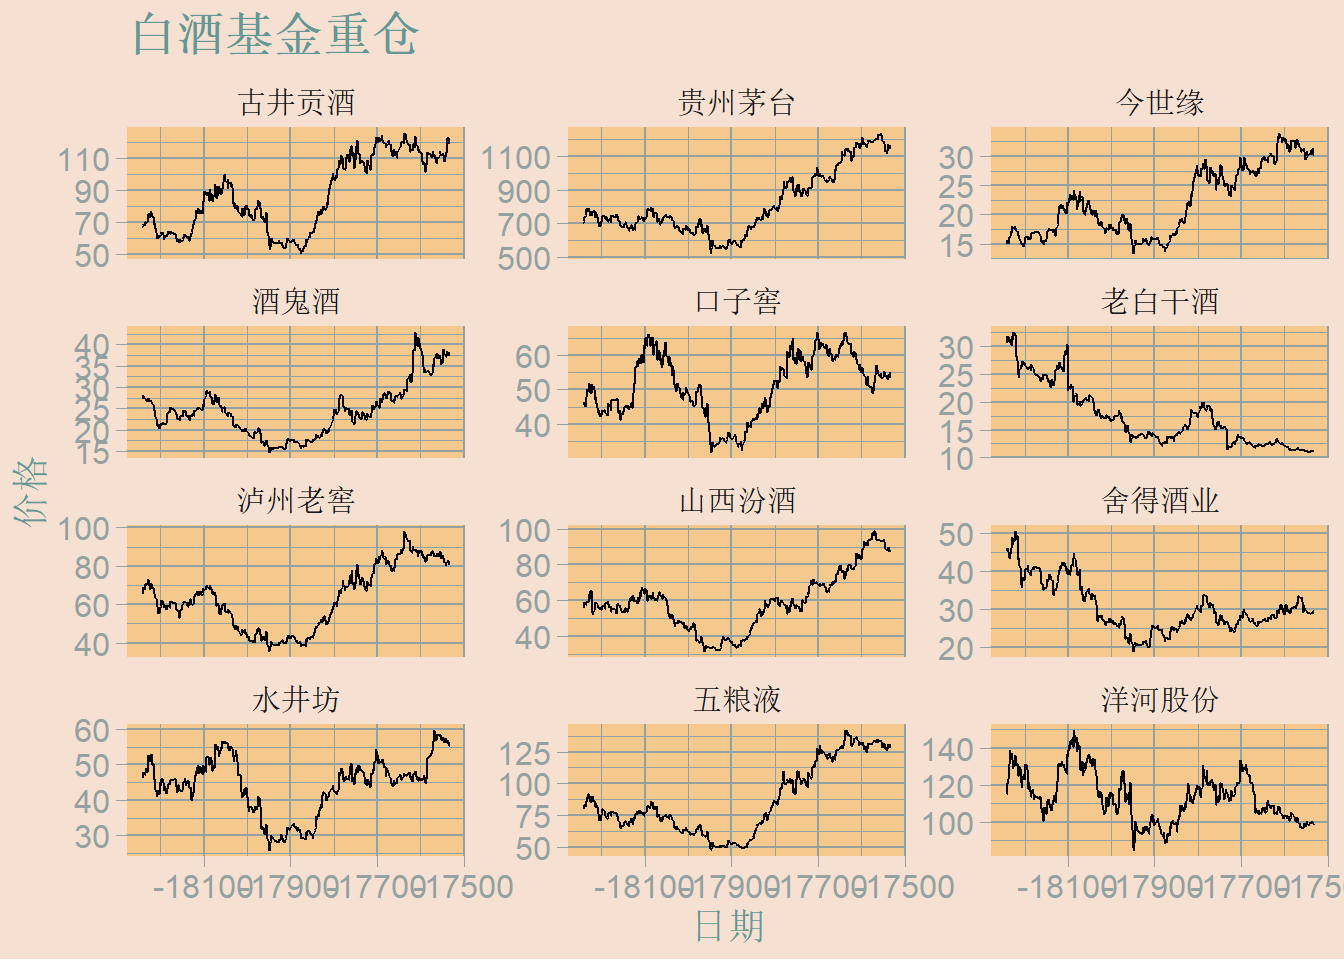 白酒基金重仓
古井贡酒 贵州茅台 今世缘
110 90 70 50
1100 900 700 500
30 25 20 15
酒鬼酒 口子窖 老白干酒
40 35 30 25 20 15
60 50 40
30 25 20 15 10
价格
泸州老窖 山西汾酒 舍得酒业
100 80 60 40
100 80 60 40
50 40 30 20
水井坊 五粮液 洋河股份
60 50 40 30
125 100 75 50
140 120 100
-18100 -17900 -17700 -17500 -18100 -17900 -17700 -17500 -18100 -17900 -17700 -175
日期